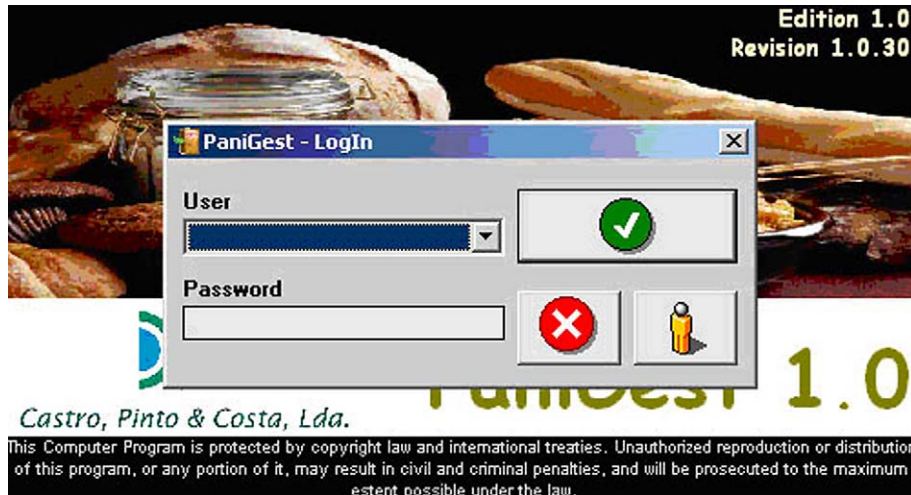 Edition 1.0
Revision 1.0.30
PaniGest - LogIn
User
Password
PaniGest 1.0
Castro, Pinto & Costa, Lda.
This Computer Program is protected by copyright law and international treaties. Unauthorized reproduction or distribution
of this program, or any portion of it, may result in civil and criminal penalties, and will be prosecuted to the maximum
estent possible under the law.